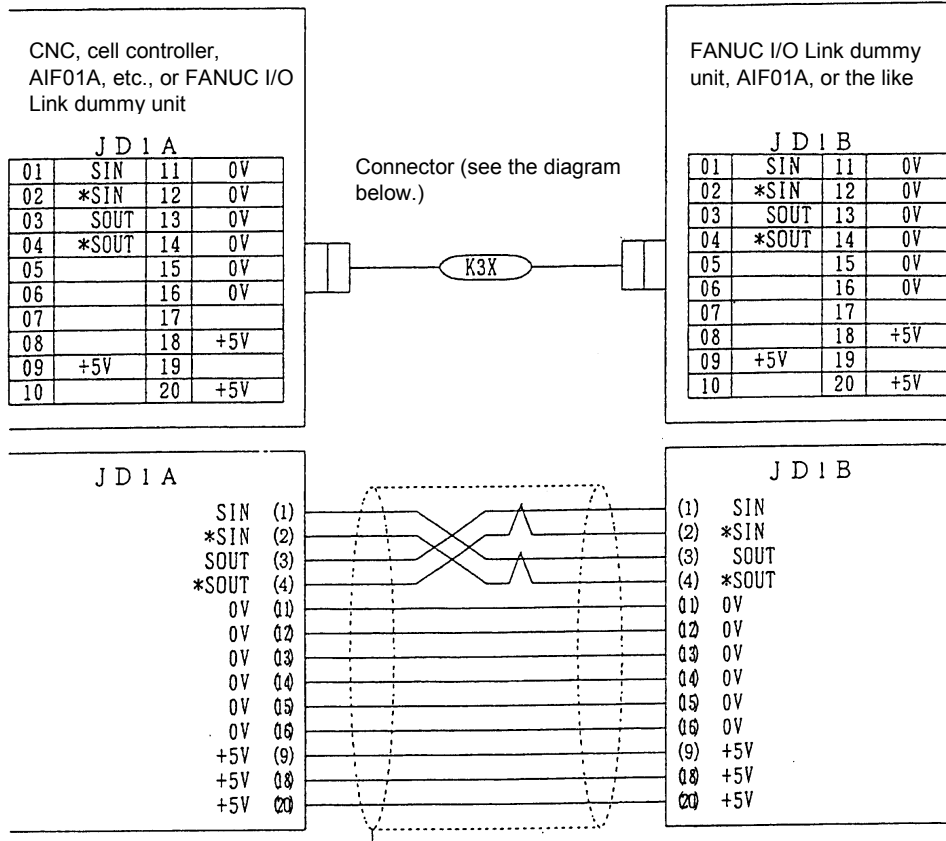 CNC, cell controller,
AIF01A, etc., or FANUC I/O
Link dummy unit
JD1A
01 SIN 11 0V
02 *SIN 12 0V
03 SOUT 13 0V
04 *SOUT 14 0V
05 15 0V
06 16 0V
07 17
08 18 +5V
09 +5V 19
10 20 +5V
Connector (see the diagram
below.)
K3X
FANUC I/O Link dummy
unit, AIF01A, or the like
JD1B
01 SIN 11 0V
02 *SIN 12 0V
03 SOUT 13 0V
04 *SOUT 14 0V
05 15 0V
06 16 0V
07 17
08 18 +5V
09 +5V 19
10 20 +5V
JD1A
SIN (1)
*SIN (2)
SOUT (3)
*SOUT (4)
0V (11)
0V (12)
0V (13)
0V (14)
0V (15)
0V (16)
+5V (9)
+5V (18)
+5V (20)
JD1B
(1) SIN
(2) *SIN
(3) SOUT
(4) *SOUT
(11) 0V
(12) 0V
(13) 0V
(14) 0V
(15) 0V
(16) 0V
(9) +5V
(18) +5V
(20) +5V